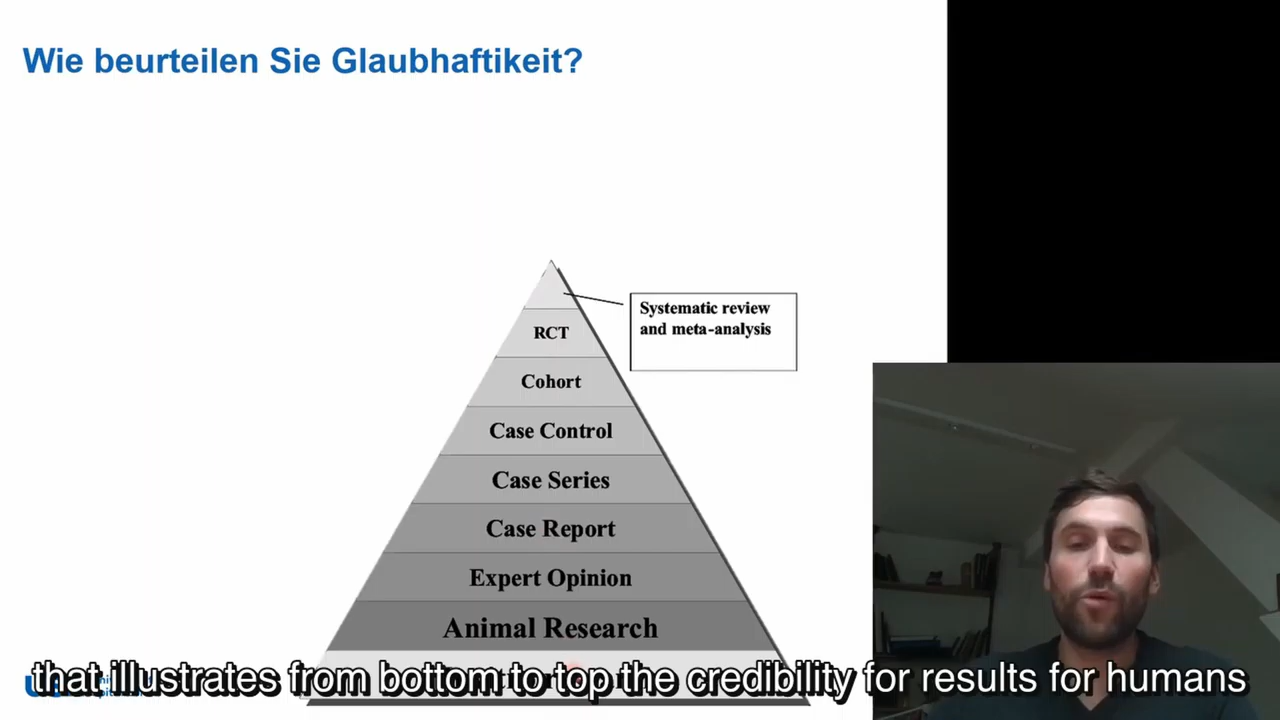 Wie beurteilen Sie Glaubhaftikeit?
Systematic review
and meta-analysis
RCT
Cohort
Case Control
Case Series
Case Report
Expert Opinion
Animal Research
that illustrates from bottom to top the credibility for results for humans